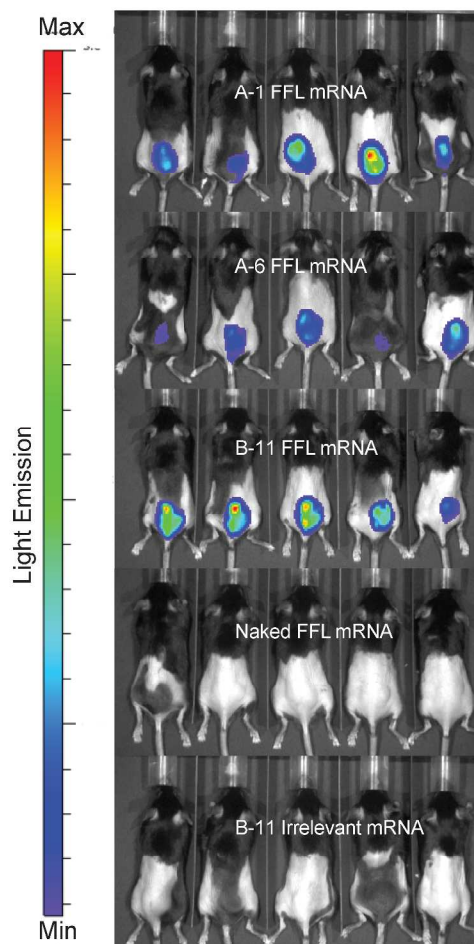 Max
A-1 FFL mRNA
A-6 FFL mRNA
B-11 FFL mRNA
Light Emission
Naked FFL mRNA
B-11 Irrelevant mRNA
Min